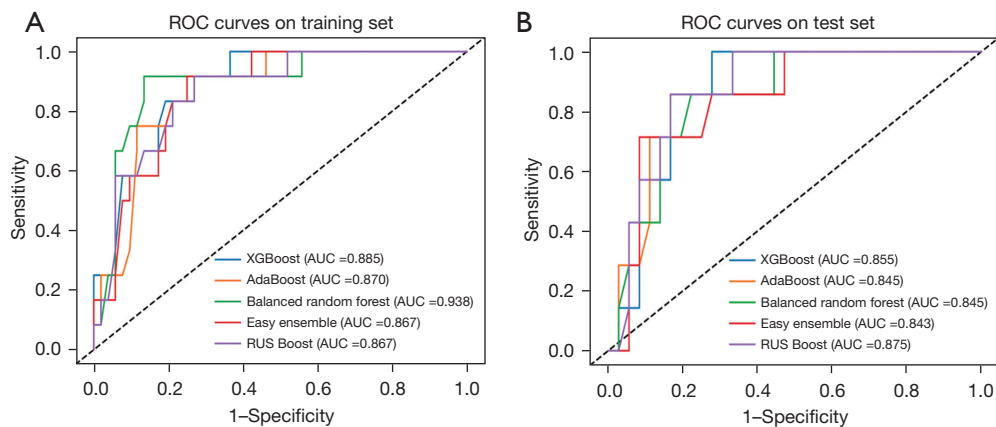 A
ROC curves on training set
Sensitivity
1.0
0.8
0.6
0.4
0.2
0.0
XGBoost (AUC =0.885)
AdaBoost (AUC =0.870)
Balanced random forest (AUC =0.938)
Easy ensemble (AUC =0.867)
RUS Boost (AUC =0.867)
0.0 0.2 0.4 0.6 0.8 1.0
1–Specificity
B
ROC curves on test set
Sensitivity
1.0
0.8
0.6
0.4
0.2
0.0
XGBoost (AUC =0.855)
AdaBoost (AUC =0.845)
Balanced random forest (AUC =0.845)
Easy ensemble (AUC =0.843)
RUS Boost (AUC =0.875)
0.0 0.2 0.4 0.6 0.8 1.0
1–Specificity